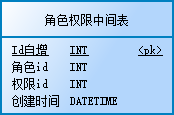 角色权限中间表
Id自增 INT <pk>
角色id INT
权限id INT
创建时间 DATETIME